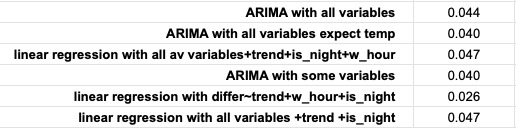 ARIMA with all variables 0.044
ARIMA with all variables expect temp 0.040
linear regression with all av variables+trend+is_night+w_hour 0.047
ARIMA with some variables 0.040
linear regression with differ~trend+w_hour+is_night 0.026
linear regression with all variables +trend +is_night 0.047